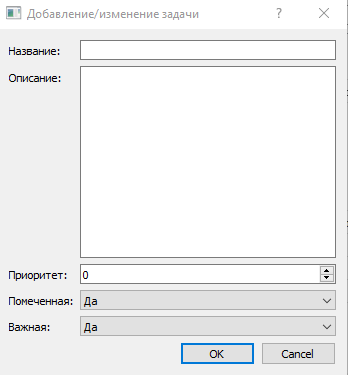 Добавление/изменение задачи
Название:
Описание:
Приоритет: 0
Помеченная: Да
Важная: Да
OK Cancel